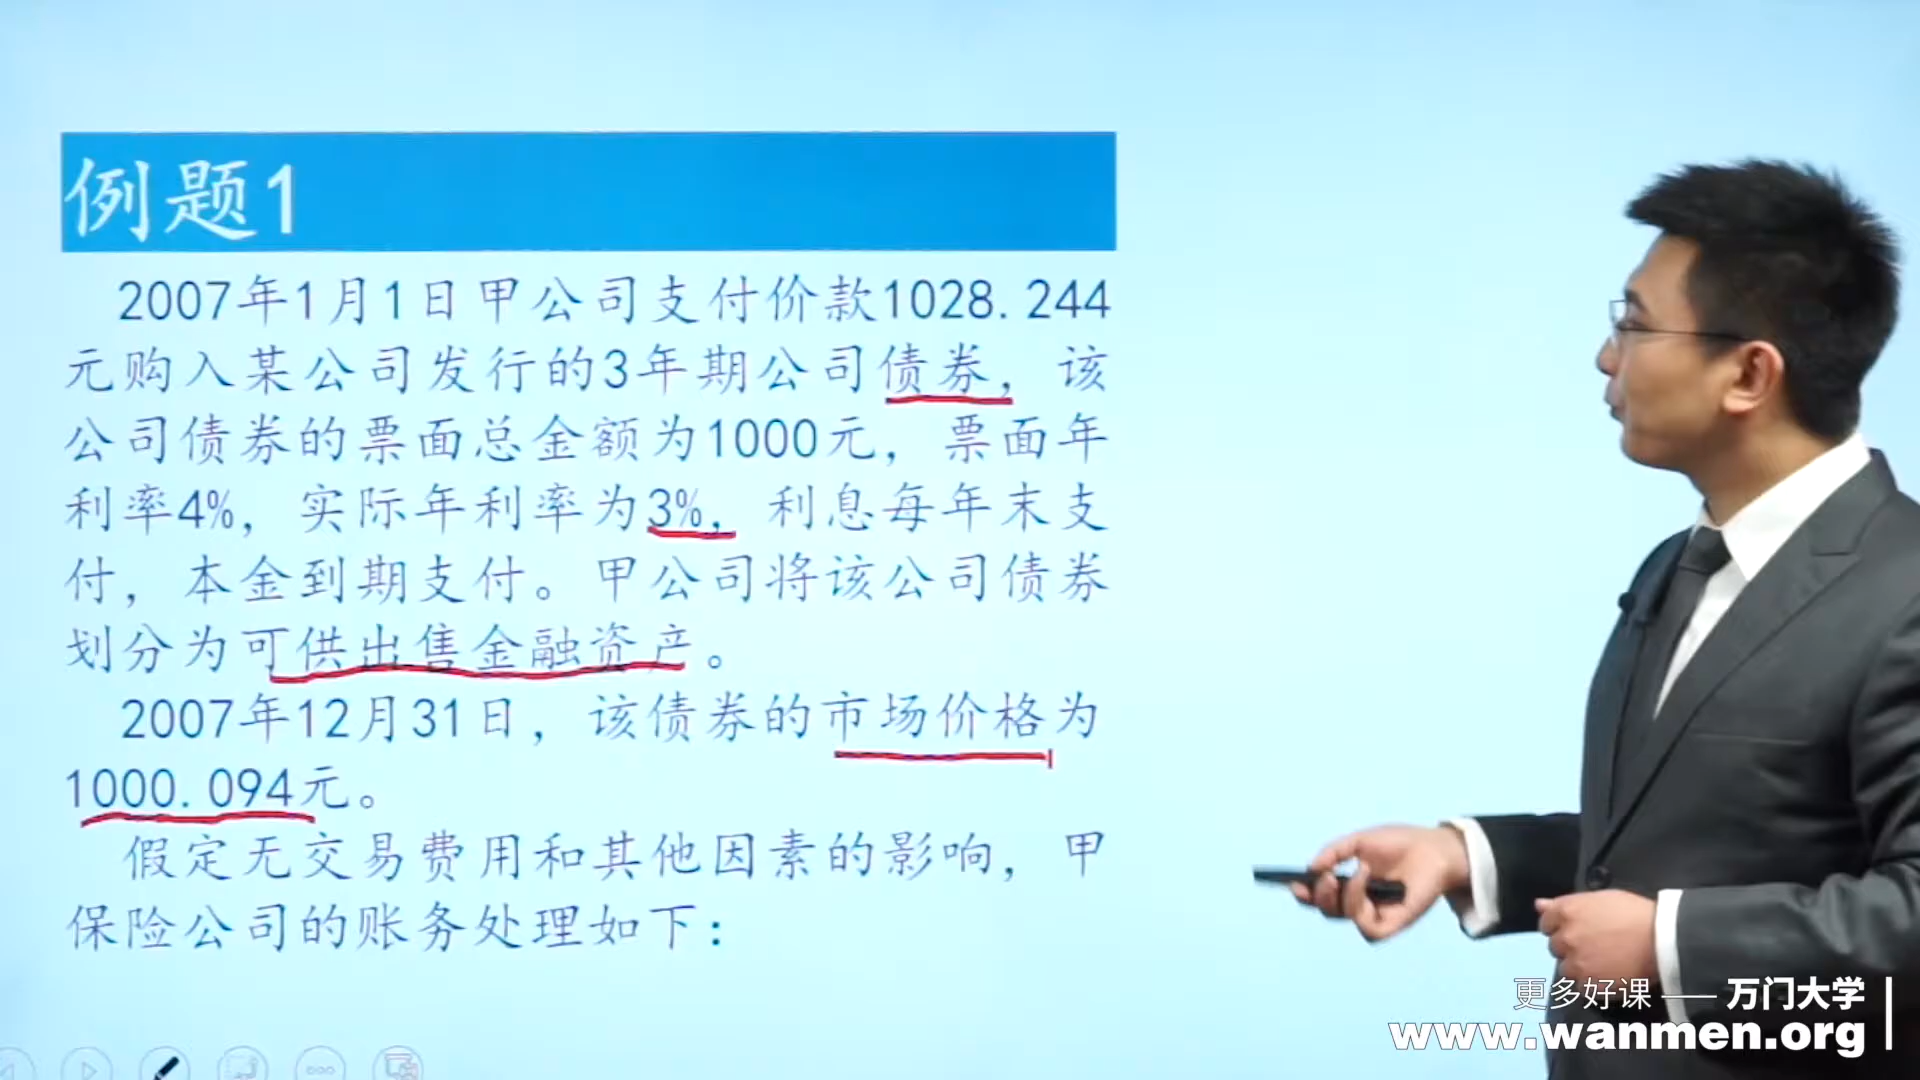 例题1
2007年1月1日甲公司支付价款1028.244
元购入某公司发行的3年期公司债券，该
公司债券的票面总金额为1000元，票面年
利率4%，实际年利率为3%，利息每年末支
付，本金到期支付。甲公司将该公司债券
划分为可供出售金融资产。
2007年12月31日，该债券的市场价格为
1000.094元。
假定无交易费用和其他因素的影响，甲
保险公司的账务处理如下：
更多好课 —— 万门大学
www.wanmen.org